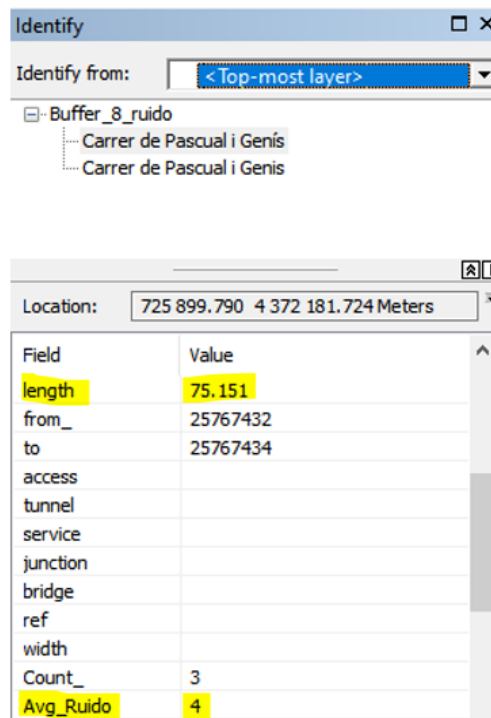 Identify
Identify from: <Top-most layer>
Buffer_8_ruido
Carrer de Pascual i Genís
Carrer de Pascual i Genis
Location: 725 899.790 4 372 181.724 Meters
Field Value
length 75.151
from_ 25767432
to 25767434
access
tunnel
service
junction
bridge
ref
width
Count_ 3
Avg_Ruido 4